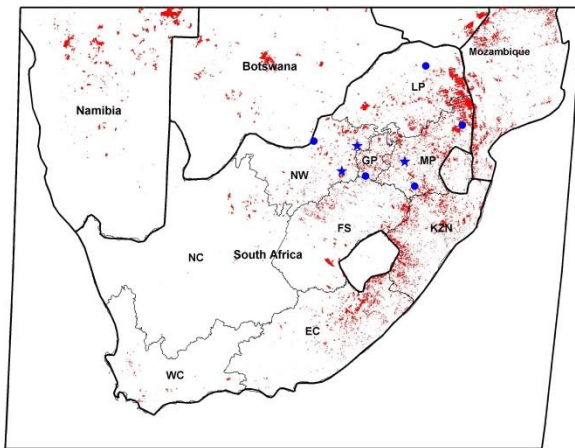 Mozambique
Botswana
Namibia
LP
NW
GP
MP
FS
KZN
NC
South Africa
EC
WC